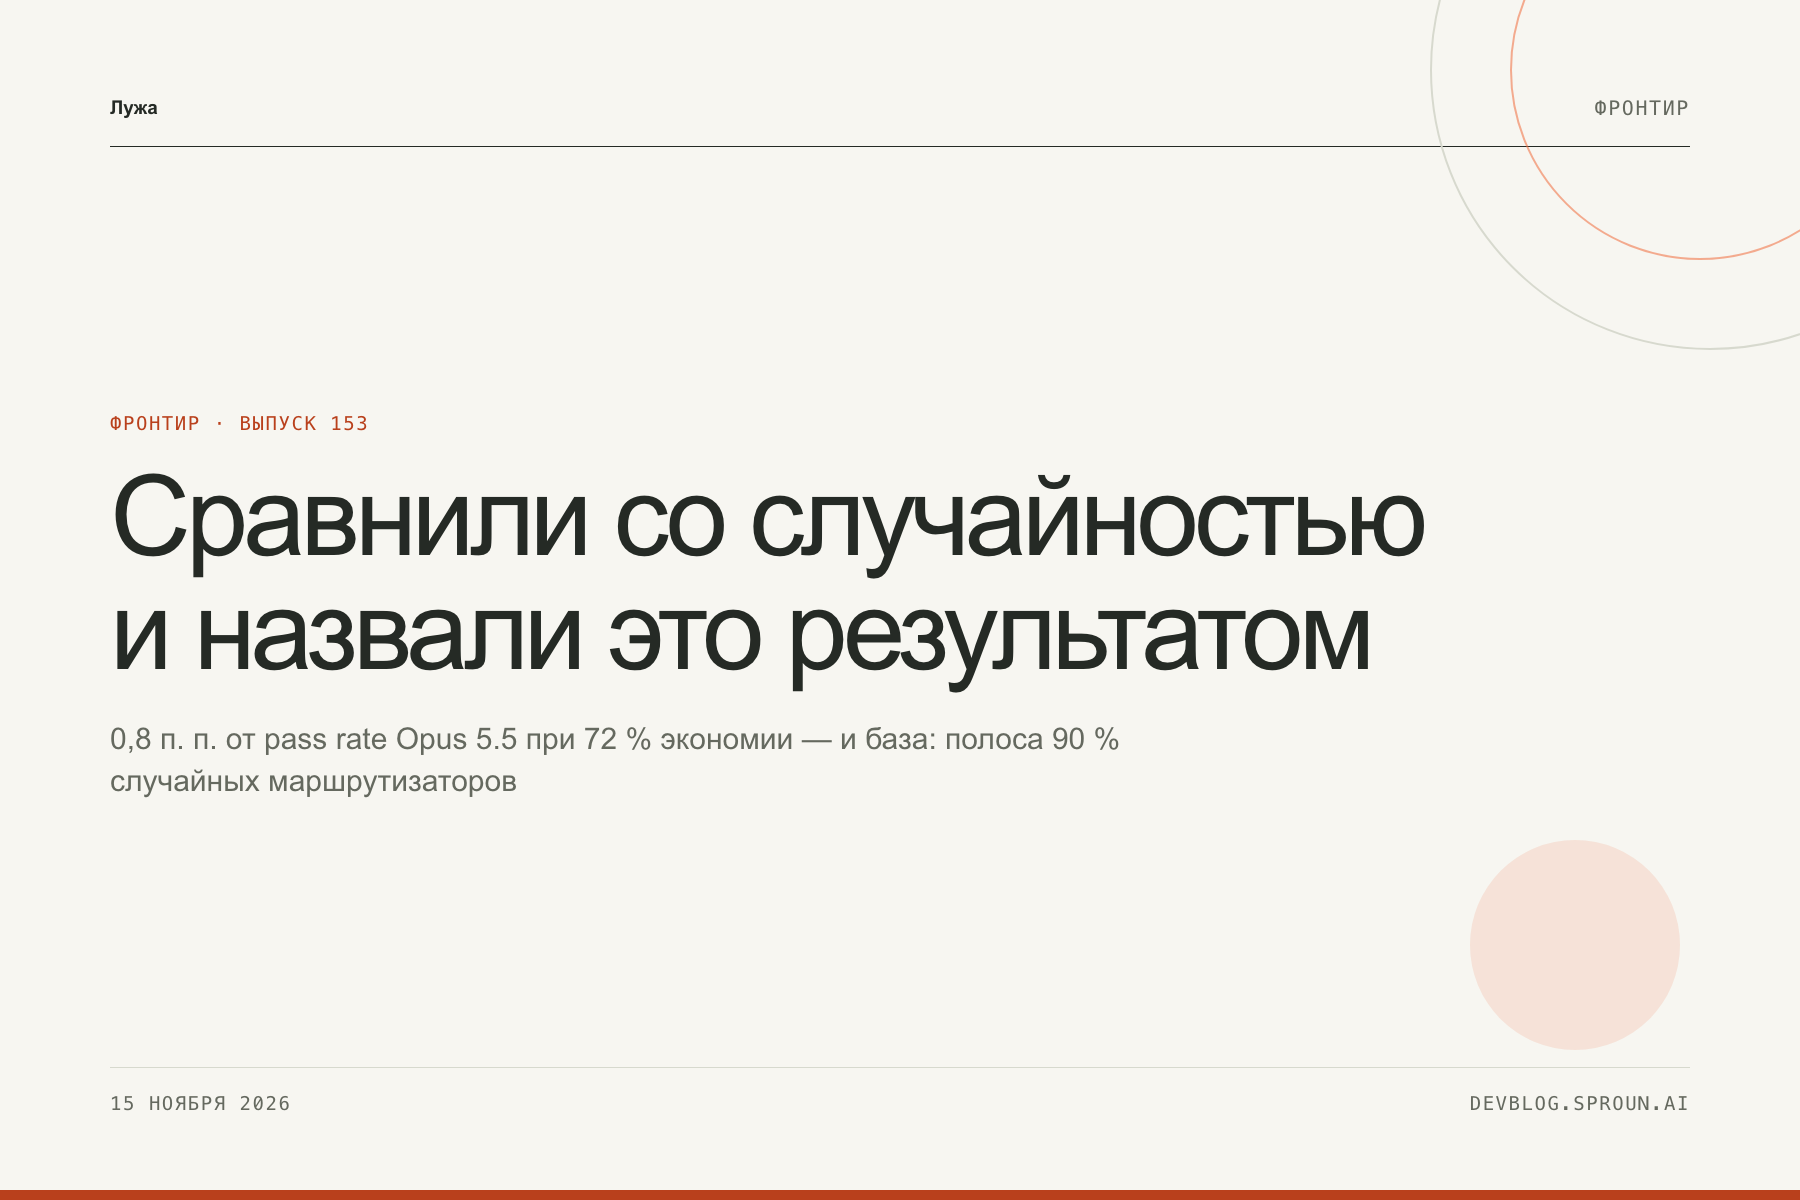 Лужа
ФРОНТИР
ФРОНТИР · ВЫПУСК 153
Сравнили со случайностью
и назвали это результатом
0,8 п. п. от pass rate Opus 5.5 при 72 % экономии — и база: полоса 90 %
случайных маршрутизаторов
15 НОЯБРЯ 2026
DEVBLOG.SPROUN.AI